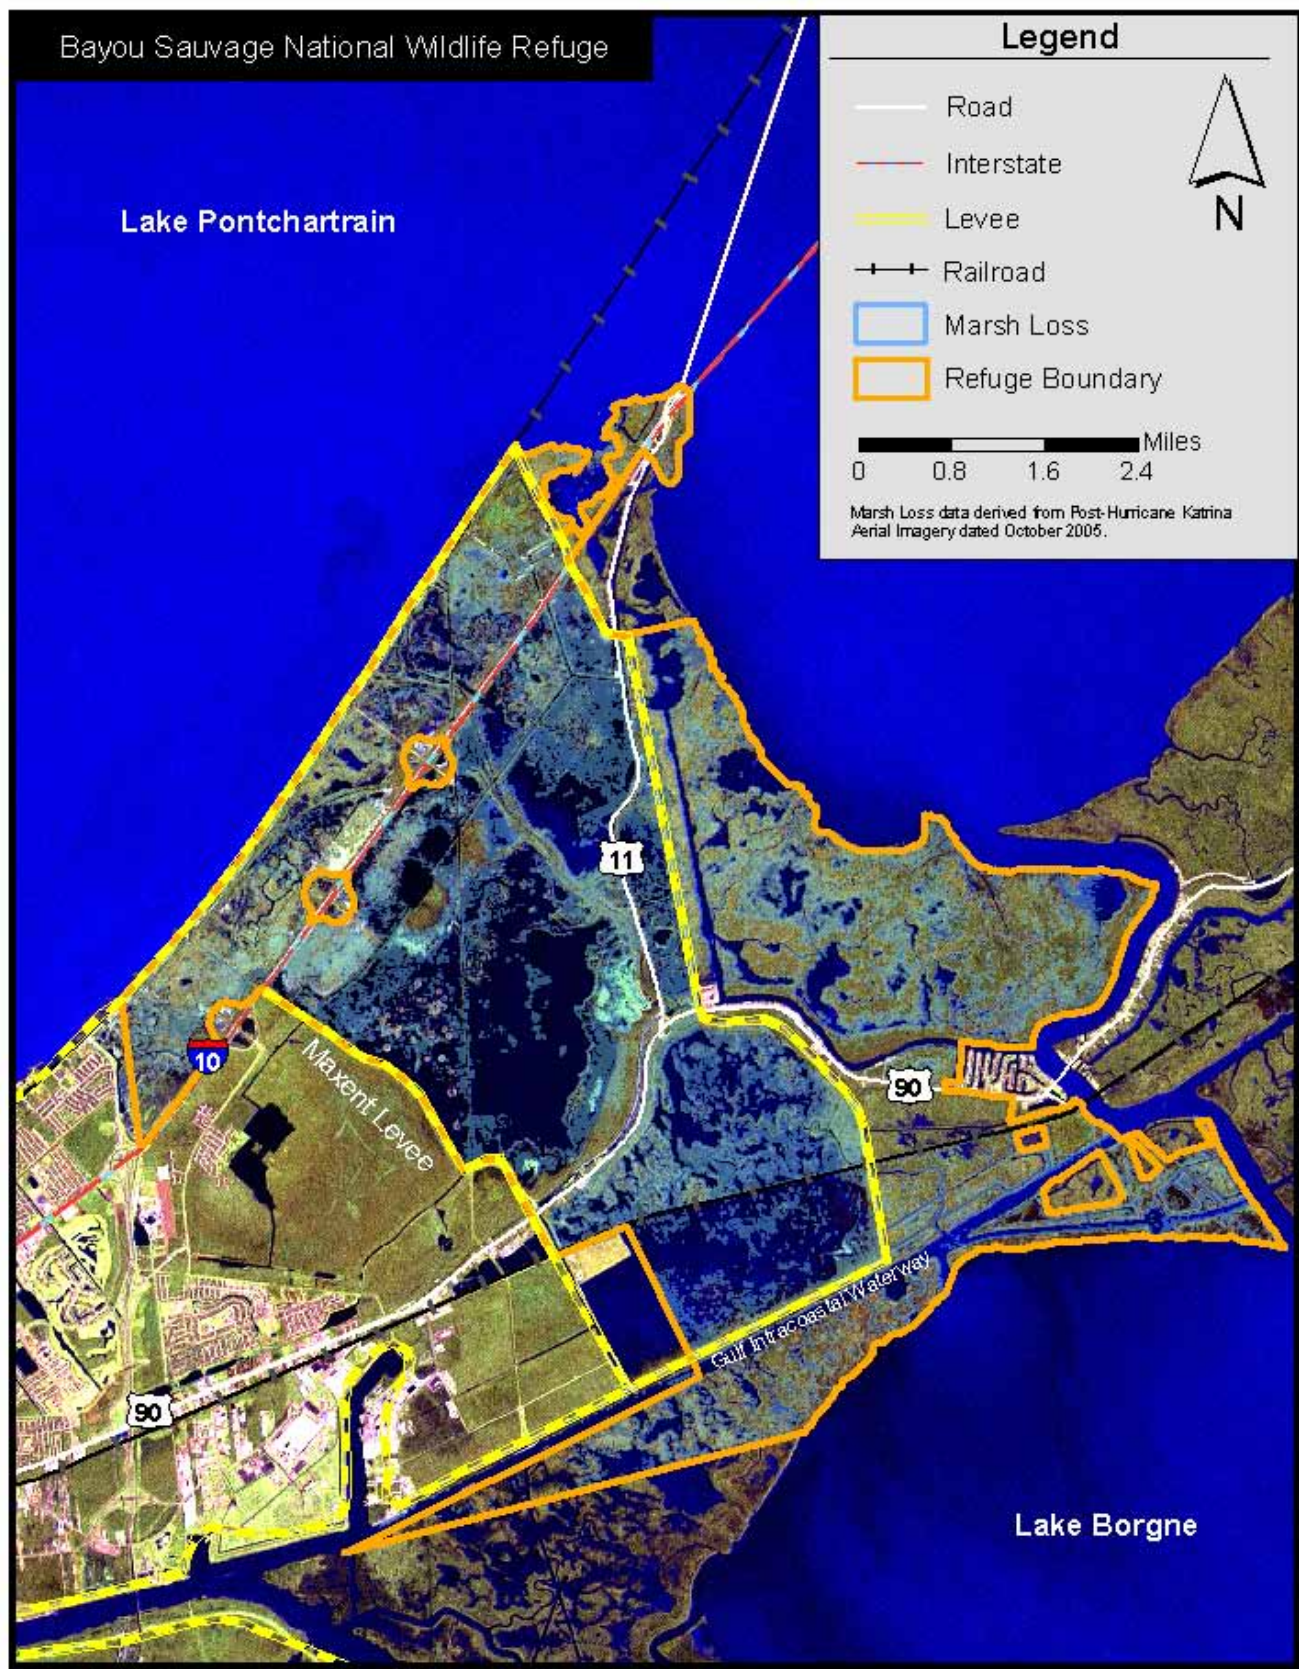 Bayou Sauvage National Wildlife Refuge
Legend
Road
Interstate
Levee
Railroad
Marsh Loss
Refuge Boundary
N
Miles
0 0.8 1.6 2.4
Marsh Loss data derived from Post-Hurricane Katrina
Aerial Imagery dated October 2005.
Lake Pontchartrain
11
10
Maxent Levee
90
Gulf Intracoastal Waterway
90
Lake Borgne